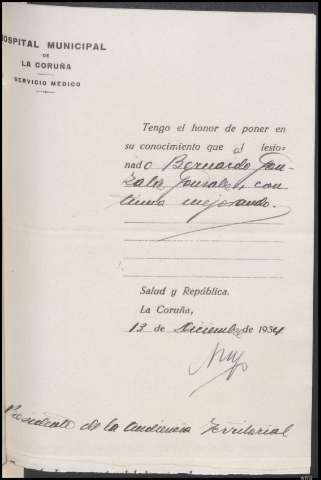 HOSPITAL MUNICIPAL
DE
LA CORUÑA
SERVICIO MÉDICO
Tengo el honor de poner en
su conocimiento que al lesio-
nado Bernardo Gon-
zalez Gonzalez, con
tinua mejorando.
Salud y República.
La Coruña,
13 de Diciembre de 1934
Presidente de la Audiencia Territorial